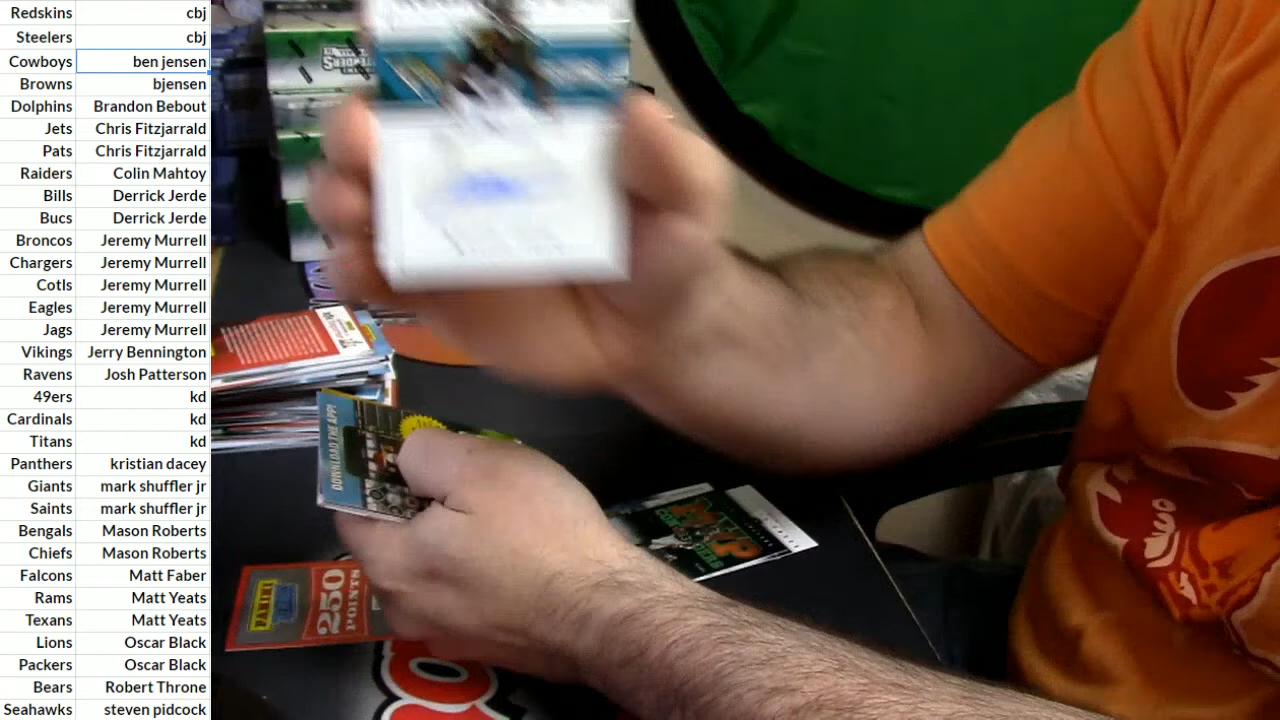 Redskins cbj
Steelers cbj
Cowboys ben jensen
Browns bjensen
Dolphins Brandon Bebout
Jets Chris Fitzjarrald
Pats Chris Fitzjarrald
Raiders Colin Mahtoy
Bills Derrick Jerde
Bucs Derrick Jerde
Broncos Jeremy Murrell
Chargers Jeremy Murrell
Cotls Jeremy Murrell
Eagles Jeremy Murrell
Jags Jeremy Murrell
Vikings Jerry Bennington
Ravens Josh Patterson
49ers kd
Cardinals kd
Titans kd
Panthers kristian dacey
Giants mark shuffler jr
Saints mark shuffler jr
Bengals Mason Roberts
Chiefs Mason Roberts
Falcons Matt Faber
Rams Matt Yeats
Texans Matt Yeats
Lions Oscar Black
Packers Oscar Black
Bears Robert Throne
Seahawks steven pidcock
DOWNLOAD THE APP!
PANINI
250
POINTS
MVP